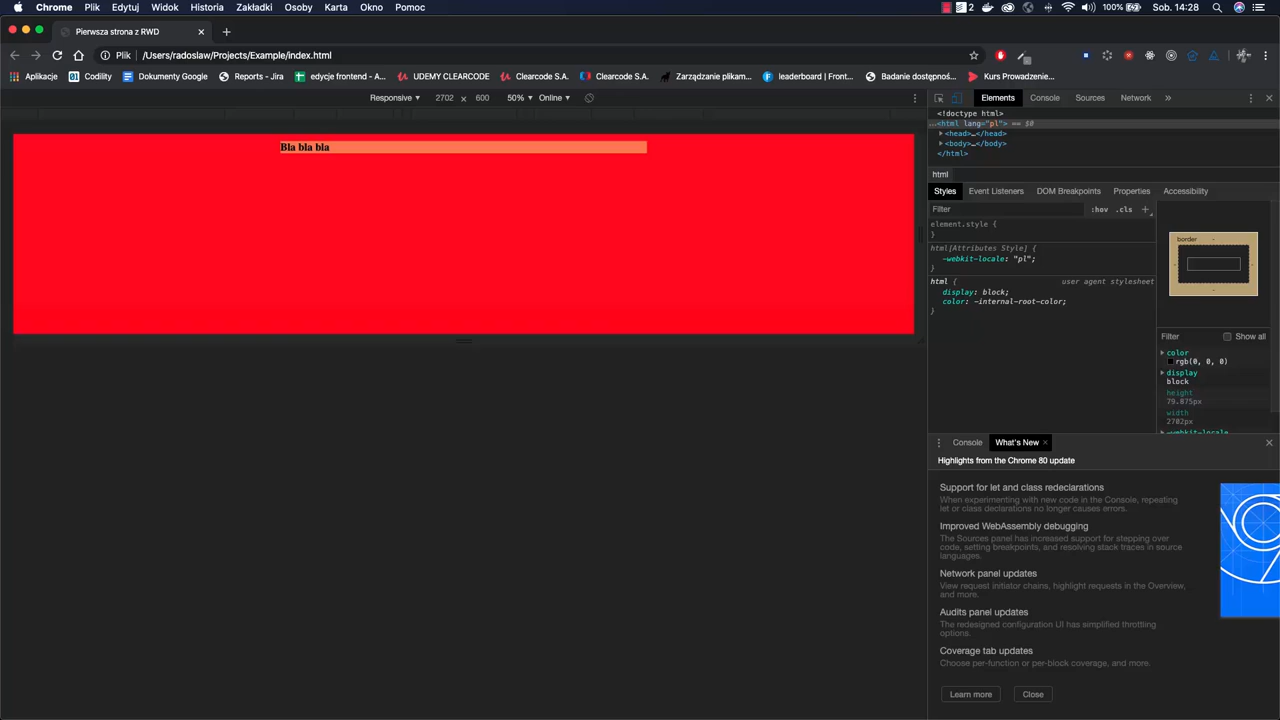 Chrome Plik Edytuj Widok Historia Zakładki Osoby Karta Okno Pomoc 2 100% Sob. 14:28
Pierwsza strona z RWD
Plik /Users/radoslaw/Projects/Example/index.html
Aplikacje Codility Dokumenty Google Reports - Jira edycje frontend - A... UDEMY CLEARCODE Clearcode S.A. Clearcode S.A. Zarządzanie plikam... leaderboard | Front... Badanie dostępnoś... Kurs Prowadzenie...
Responsive 2702 × 600 50% Online
Elements Console Sources Network »
<!doctype html>
...<html lang="pl"> == $0
<head>…</head>
<body>…</body>
</html>
Bla bla bla
html
Styles Event Listeners DOM Breakpoints Properties Accessibility
Filter :hov .cls +
element.style {
}
html[Attributes Style] {
-webkit-locale: "pl";
}
html { user agent stylesheet
display: block;
color: -internal-root-color;
}
border -
Filter Show all
color
rgb(0, 0, 0)
display
block
height
79.875px
width
2702px
-webkit-locale
Console What's New ×
Highlights from the Chrome 80 update
Support for let and class redeclarations
When experimenting with new code in the Console, repeating
let or class declarations no longer causes errors.
Improved WebAssembly debugging
The Sources panel has increased support for stepping over
code, setting breakpoints, and resolving stack traces in source
languages.
Network panel updates
View request initiator chains, highlight requests in the Overview,
and more.
Audits panel updates
The redesigned configuration UI has simplified throttling
options.
Coverage tab updates
Choose per-function or per-block coverage, and more.
Learn more Close